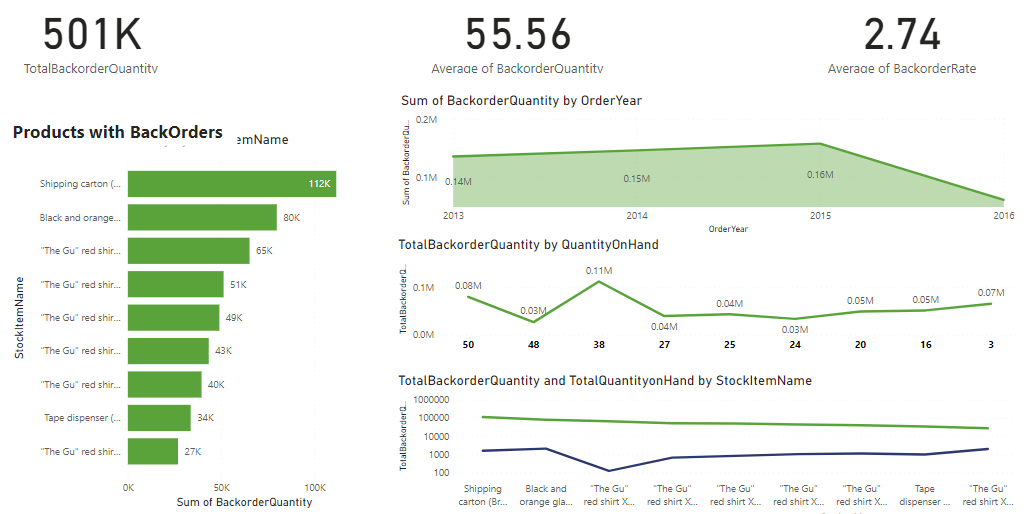 501K
TotalBackorderQuantity
55.56
Average of BackorderQuantity
2.74
Average of BackorderRate
Products with BackOrders
emName
Shipping carton (...
112K
Black and orange...
80K
"The Gu" red shir...
65K
"The Gu" red shir...
51K
"The Gu" red shir...
49K
"The Gu" red shir...
43K
"The Gu" red shir...
40K
Tape dispenser (...
34K
"The Gu" red shir...
27K
0K
50K
100K
StockItemName
Sum of BackorderQuantity
Sum of BackorderQuantity by OrderYear
Sum of BackorderQu...
0.2M
0.1M
0.14M
0.15M
0.16M
2013
2014
2015
2016
OrderYear
TotalBackorderQuantity by QuantityOnHand
TotalBackorderQ...
0.1M
0.0M
0.08M
0.03M
0.11M
0.04M
0.04M
0.03M
0.05M
0.05M
0.07M
50
48
38
27
25
24
20
16
3
TotalBackorderQuantity and TotalQuantityonHand by StockItemName
TotalBackorderQ...
1000000
100000
10000
1000
100
Shipping
carton (Br...
Black and
orange gla...
"The Gu"
red shirt X...
"The Gu"
red shirt X...
"The Gu"
red shirt X...
"The Gu"
red shirt X...
"The Gu"
red shirt X...
Tape
dispenser ...
"The Gu"
red shirt X...